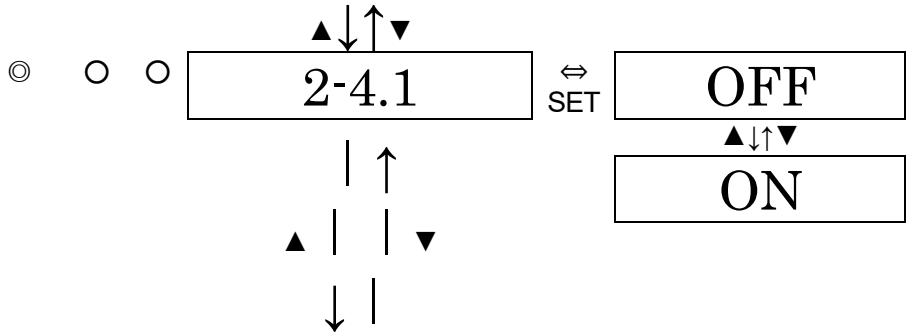 ▲↓↑▼
◎ ○ ○ 2-4.1 ⇔ OFF
SET
▲↓↑▼
ON
▲ ▼